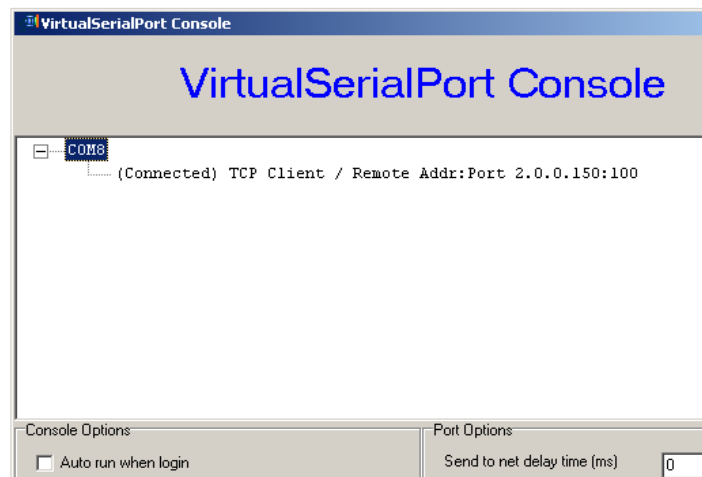 VirtualSerialPort Console
VirtualSerialPort Console
COM8
(Connected) TCP Client / Remote Addr:Port 2.0.0.150:100
Console Options
Port Options
Auto run when login
Send to net delay time (ms)
0